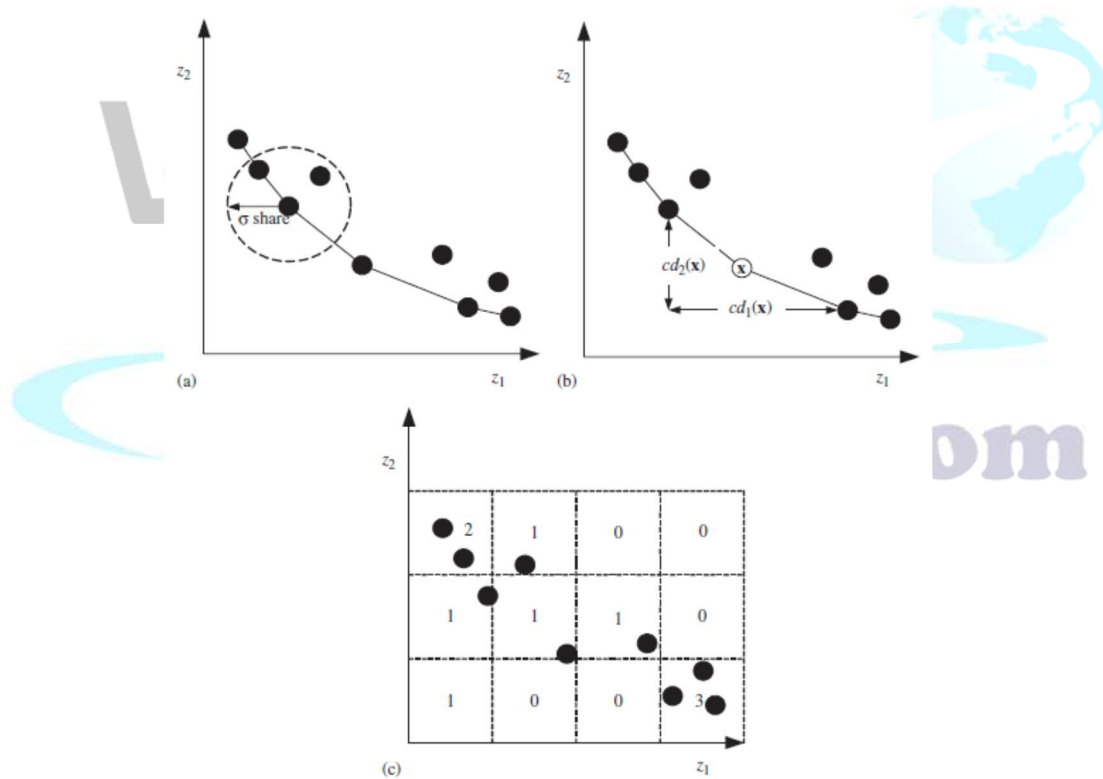 z2
σ share
z1
(a)
z2
x
cd2(x)
cd1(x)
z1
(b)
z2
2 1 0 0
1 1 1 0
1 0 0 3
z1
(c)
om